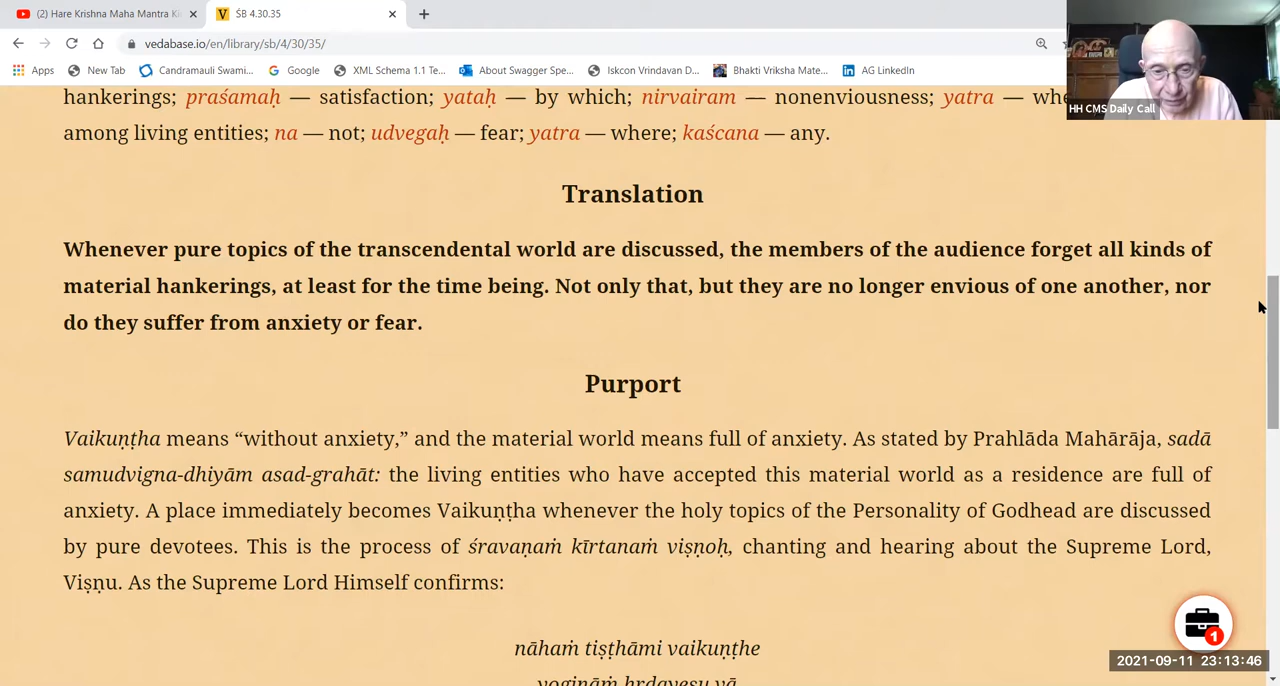 (2) Hare Krishna Maha Mantra Ki
ŚB 4.30.35
vedabase.io/en/library/sb/4/30/35/
Apps New Tab Candramauli Swami... Google XML Schema 1.1 Te... About Swagger Spe... Iskcon Vrindavan D... Bhakti Vriksha Mate... AG LinkedIn
HH CMS Daily Call
hankerings; praśamaḥ — satisfaction; yataḥ — by which; nirvairam — nonenviousness; yatra —
among living entities; na — not; udvegaḥ — fear; yatra — where; kaścana — any.
Translation
Whenever pure topics of the transcendental world are discussed, the members of the audience forget all kinds of
material hankerings, at least for the time being. Not only that, but they are no longer envious of one another, nor
do they suffer from anxiety or fear.
Purport
Vaikuṇṭha means “without anxiety,” and the material world means full of anxiety. As stated by Prahlāda Mahārāja, sadā
samudvigna-dhiyām asad-grahāt: the living entities who have accepted this material world as a residence are full of
anxiety. A place immediately becomes Vaikuṇṭha whenever the holy topics of the Personality of Godhead are discussed
by pure devotees. This is the process of śravaṇaṁ kīrtanaṁ viṣṇoḥ, chanting and hearing about the Supreme Lord,
Viṣṇu. As the Supreme Lord Himself confirms:
nāhaṁ tiṣṭhāmi vaikuṇṭhe
yogināṁ hṛdayeṣu vā
1
2021-09-11 23:13:46